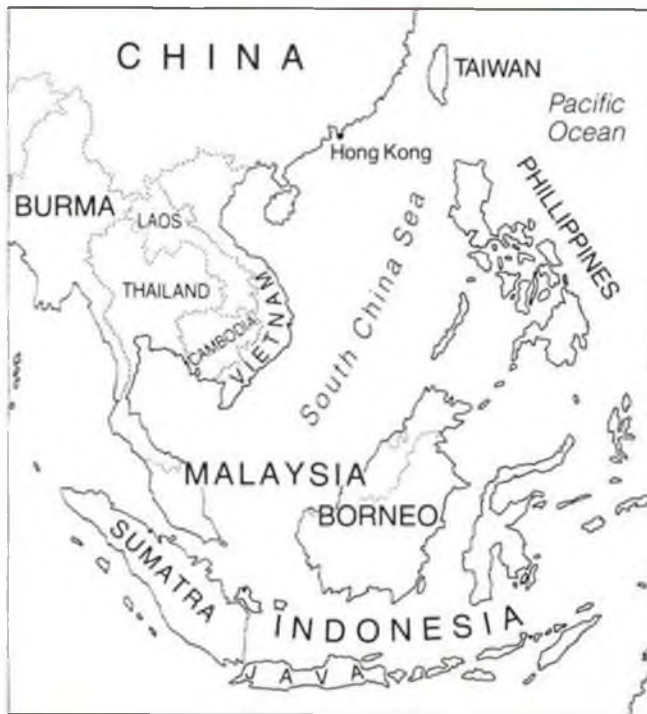 CHINA
TAIWAN
Pacific
Ocean
Hong Kong
BURMA
LAOS
PHILLIPPINES
South China Sea
THAILAND
VIETNAM
CAMBODIA
MALAYSIA
BORNEO
SUMATRA
INDONESIA
JAVA